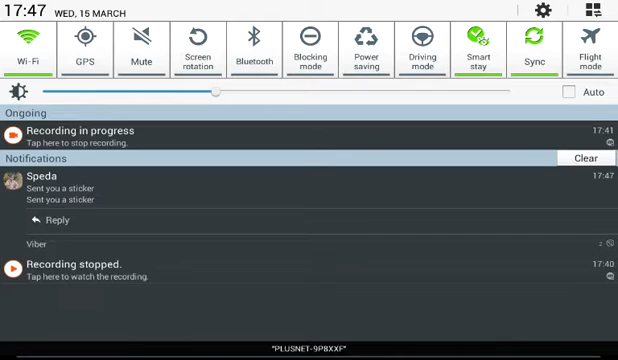 17:47 WED, 15 MARCH
Wi-Fi
GPS
Mute
Screen
rotation
Bluetooth
Blocking
mode
Power
saving
Driving
mode
Smart
stay
Sync
Flight
mode
Auto
Ongoing
Recording in progress 17:41
Tap here to stop recording.
Notifications Clear
Speda 17:47
Sent you a sticker
Sent you a sticker
Reply
Viber 2
Recording stopped. 17:40
Tap here to watch the recording.
"PLUSNET-9P8XXF"